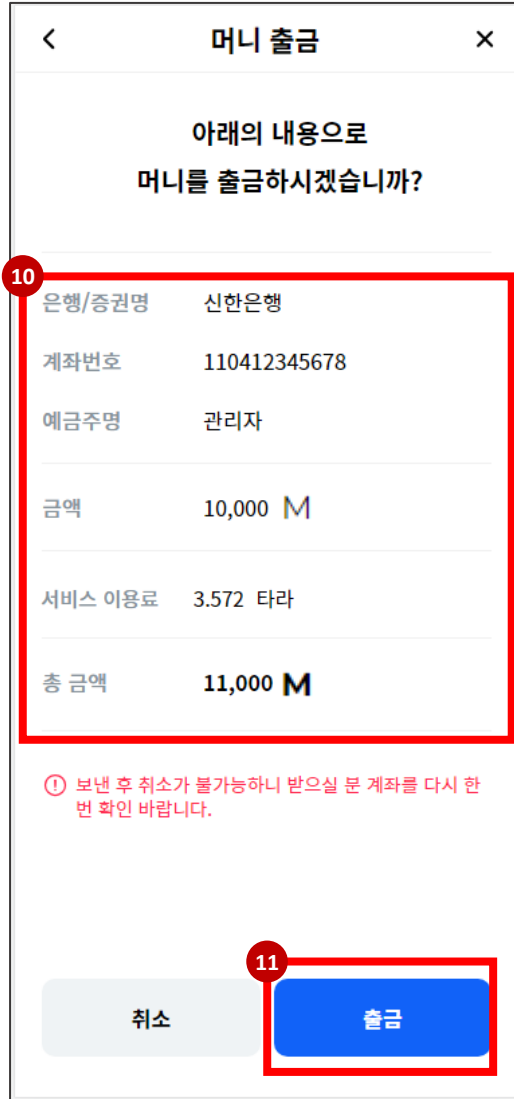 머니 출금
아래의 내용으로
머니를 출금하시겠습니까?
10
은행/증권명 신한은행
계좌번호 110412345678
예금주명 관리자
금액 10,000 M
서비스 이용료 3.572 타라
총 금액 11,000 M
보낸 후 취소가 불가능하니 받으실 분 계좌를 다시 한
번 확인 바랍니다.
11
취소 출금